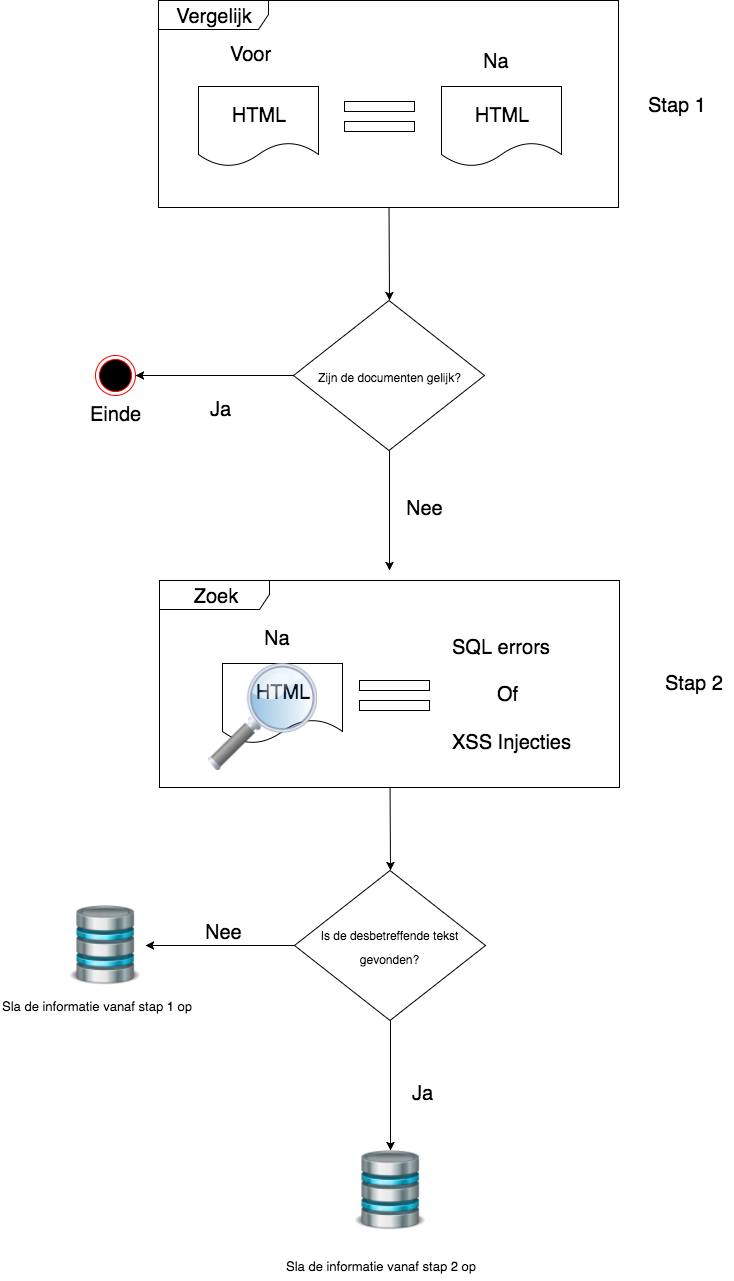 Vergelijk
Voor
Na
HTML
HTML
Stap 1
Zijn de documenten gelijk?
Einde
Ja
Nee
Zoek
Na
HTML
SQL errors
Of
XSS Injecties
Stap 2
Nee
Is de desbetreffende tekst
gevonden?
Sla de informatie vanaf stap 1 op
Ja
Sla de informatie vanaf stap 2 op